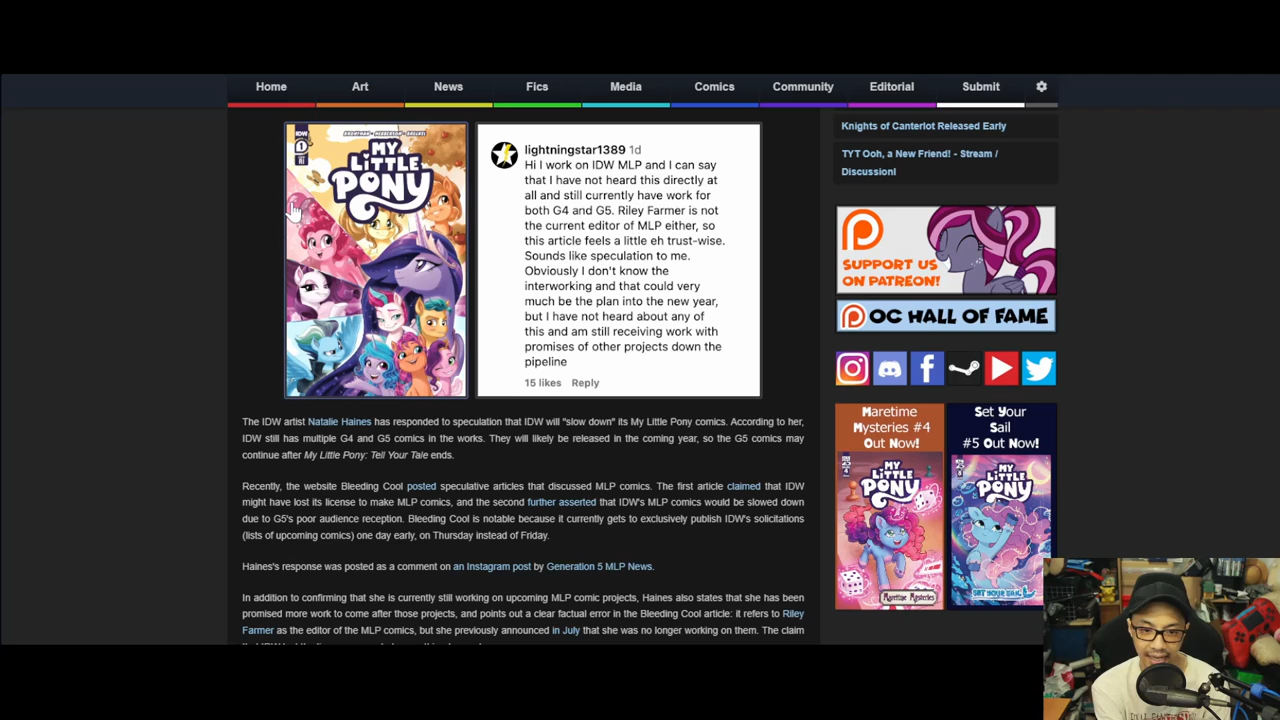 Home Art News Fics Media Comics Community Editorial Submit
IDW
1
MY
LITTLE
PONY
lightningstar1389 1d
Hi I work on IDW MLP and I can say
that I have not heard this directly at
all and still currently have work for
both G4 and G5. Riley Farmer is not
the current editor of MLP either, so
this article feels a little eh trust-wise.
Sounds like speculation to me.
Obviously I don't know the
interworking and that could very
much be the plan into the new year,
but I have not heard about any of
this and am still receiving work with
promises of other projects down the
pipeline
15 likes Reply
The IDW artist Natalie Haines has responded to speculation that IDW will "slow down" its My Little Pony comics. According to her,
IDW still has multiple G4 and G5 comics in the works. They will likely be released in the coming year, so the G5 comics may
continue after My Little Pony: Tell Your Tale ends.
Recently, the website Bleeding Cool posted speculative articles that discussed MLP comics. The first article claimed that IDW
might have lost its license to make MLP comics, and the second further asserted that IDW's MLP comics would be slowed down
due to G5's poor audience reception. Bleeding Cool is notable because it currently gets to exclusively publish IDW's solicitations
(lists of upcoming comics) one day early, on Thursday instead of Friday.
Haines's response was posted as a comment on an Instagram post by Generation 5 MLP News.
In addition to confirming that she is currently still working on upcoming MLP comic projects, Haines also states that she has been
promised more work to come after those projects, and points out a clear factual error in the Bleeding Cool article: it refers to Riley
Farmer as the editor of the MLP comics, but she previously announced in July that she was no longer working on them. The claim
Knights of Canterlot Released Early
TYT Ooh, a New Friend! - Stream /
Discussion!
SUPPORT US
ON PATREON!
OC HALL OF FAME
Maretime
Mysteries #4
Out Now!
MY
LITTLE
PONY
Maretime
Mysteries
Set Your
Sail
#5 Out Now!
MY
LITTLE
PONY
SET YOUR SAIL